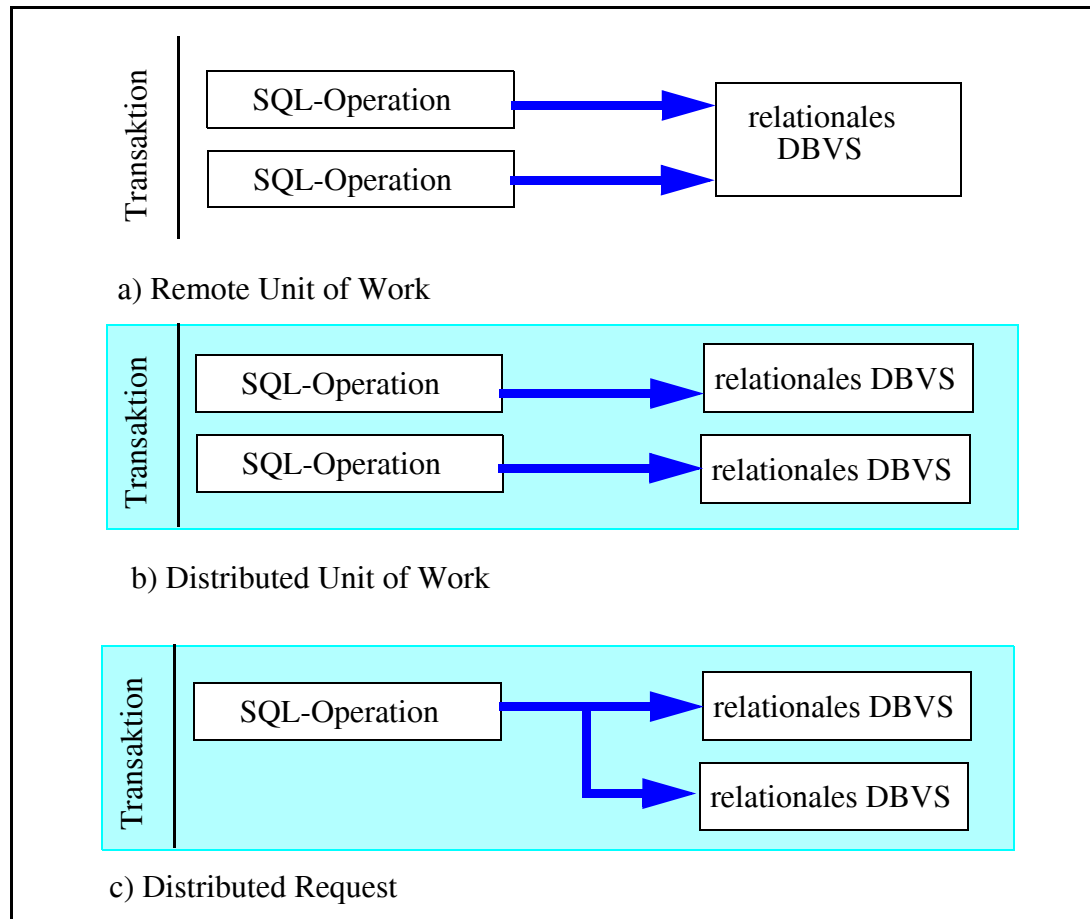 Transaktion
SQL-Operation
SQL-Operation
relationales
DBVS
a) Remote Unit of Work
Transaktion
SQL-Operation
relationales DBVS
SQL-Operation
relationales DBVS
b) Distributed Unit of Work
Transaktion
SQL-Operation
relationales DBVS
relationales DBVS
c) Distributed Request